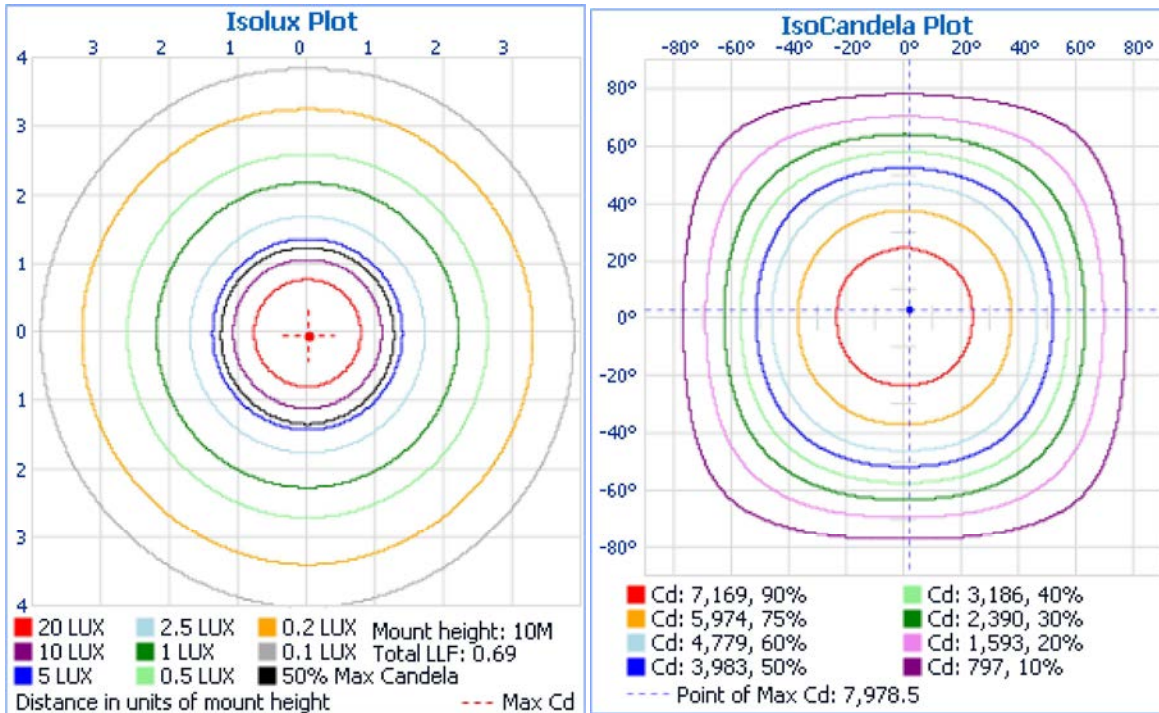 Isolux Plot
3 2 1 0 1 2 3
4
3
2
1
0
1
2
3
4
20 LUX 2.5 LUX 0.2 LUX Mount height: 10M
10 LUX 1 LUX 0.1 LUX Total LLF: 0.69
5 LUX 0.5 LUX 50% Max Candela
Distance in units of mount height --- Max Cd
IsoCandela Plot
-80° -60° -40° -20° 0° 20° 40° 60° 80°
80°
60°
40°
20°
0°
-20°
-40°
-60°
-80°
Cd: 7,169, 90% Cd: 3,186, 40%
Cd: 5,974, 75% Cd: 2,390, 30%
Cd: 4,779, 60% Cd: 1,593, 20%
Cd: 3,983, 50% Cd: 797, 10%
----- Point of Max Cd: 7,978.5